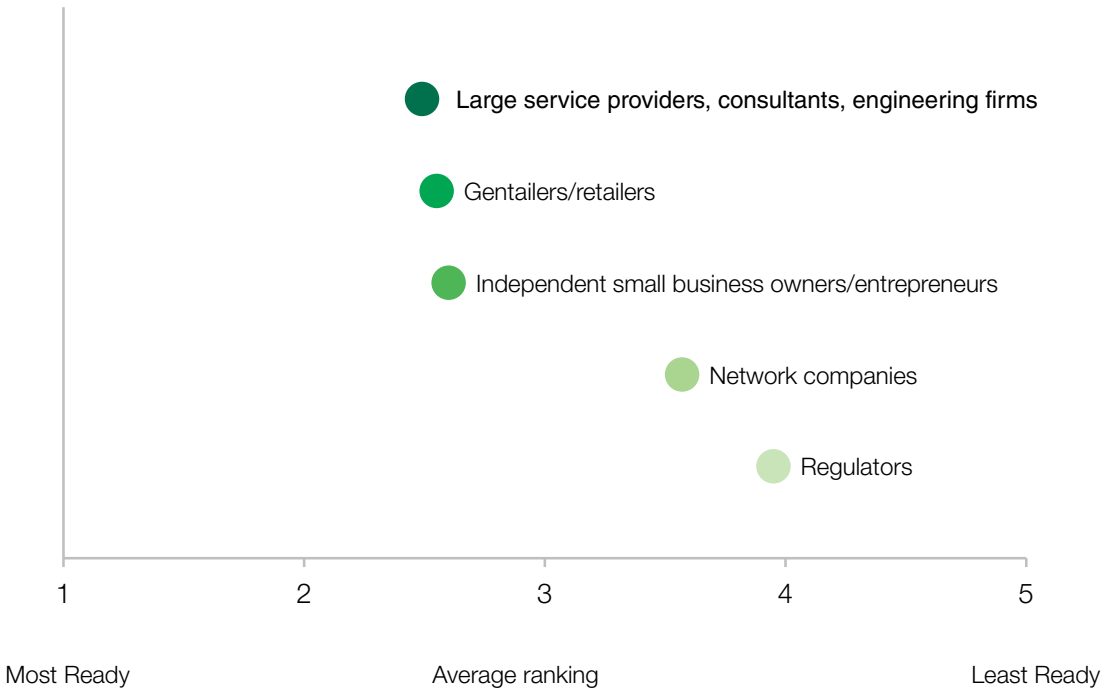 Large service providers, consultants, engineering firms
Gentailers/retailers
Independent small business owners/entrepreneurs
Network companies
Regulators
1 2 3 4 5
Most Ready Average ranking Least Ready